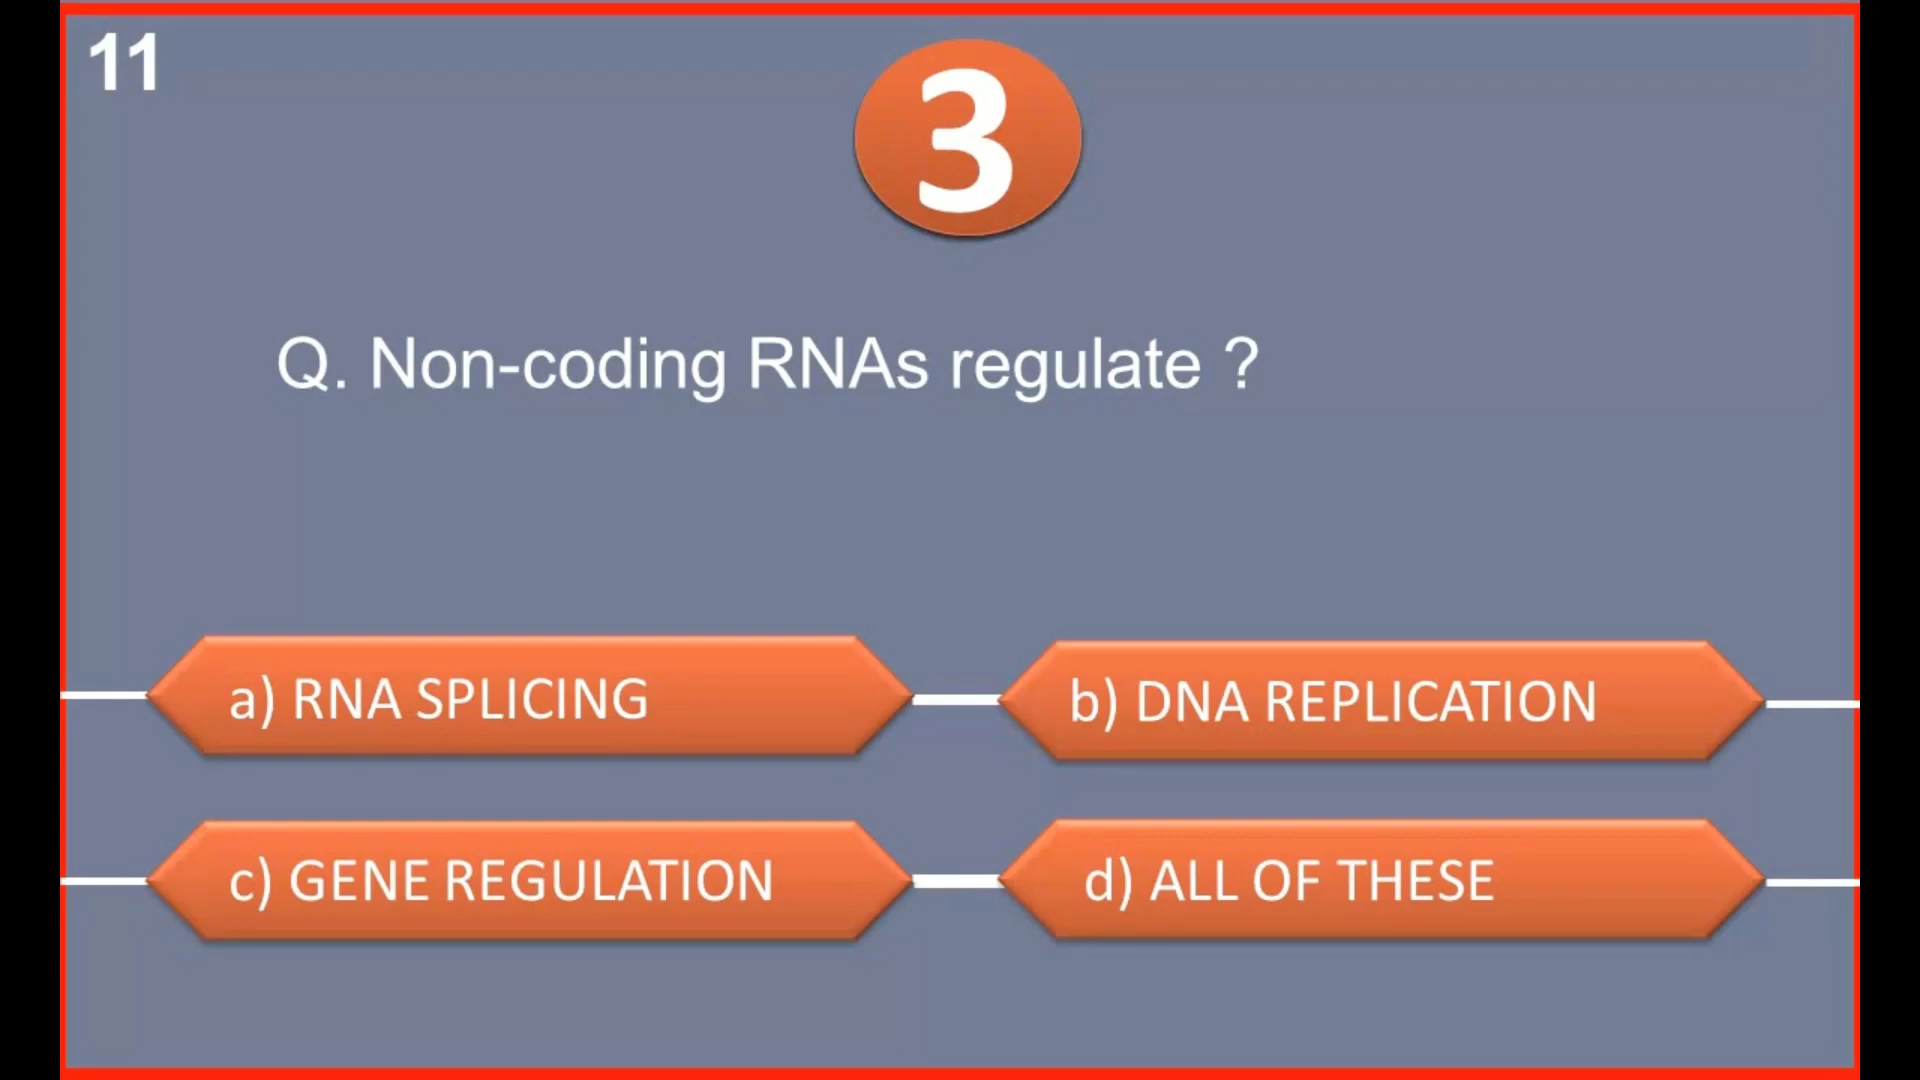 11
3
Q. Non-coding RNAs regulate ?
a) RNA SPLICING
b) DNA REPLICATION
c) GENE REGULATION
d) ALL OF THESE